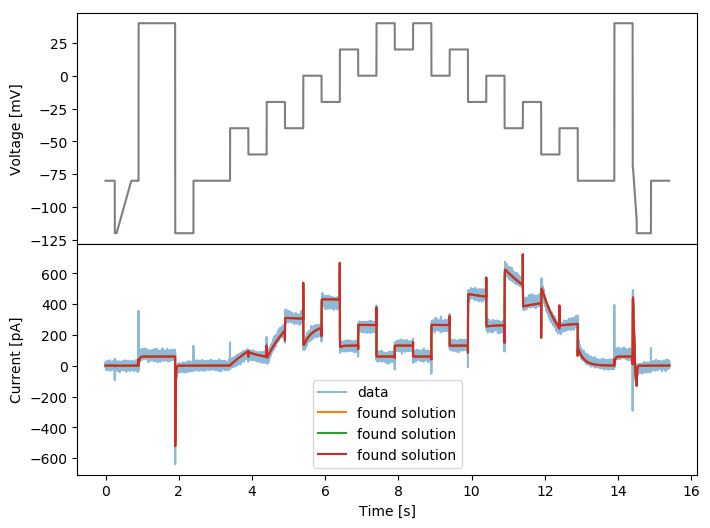 25
0
−25
−50
−75
−100
−125
Voltage [mV]
600
400
200
0
−200
−400
−600
Current [pA]
data
found solution
found solution
found solution
0 2 4 6 8 10 12 14 16
Time [s]